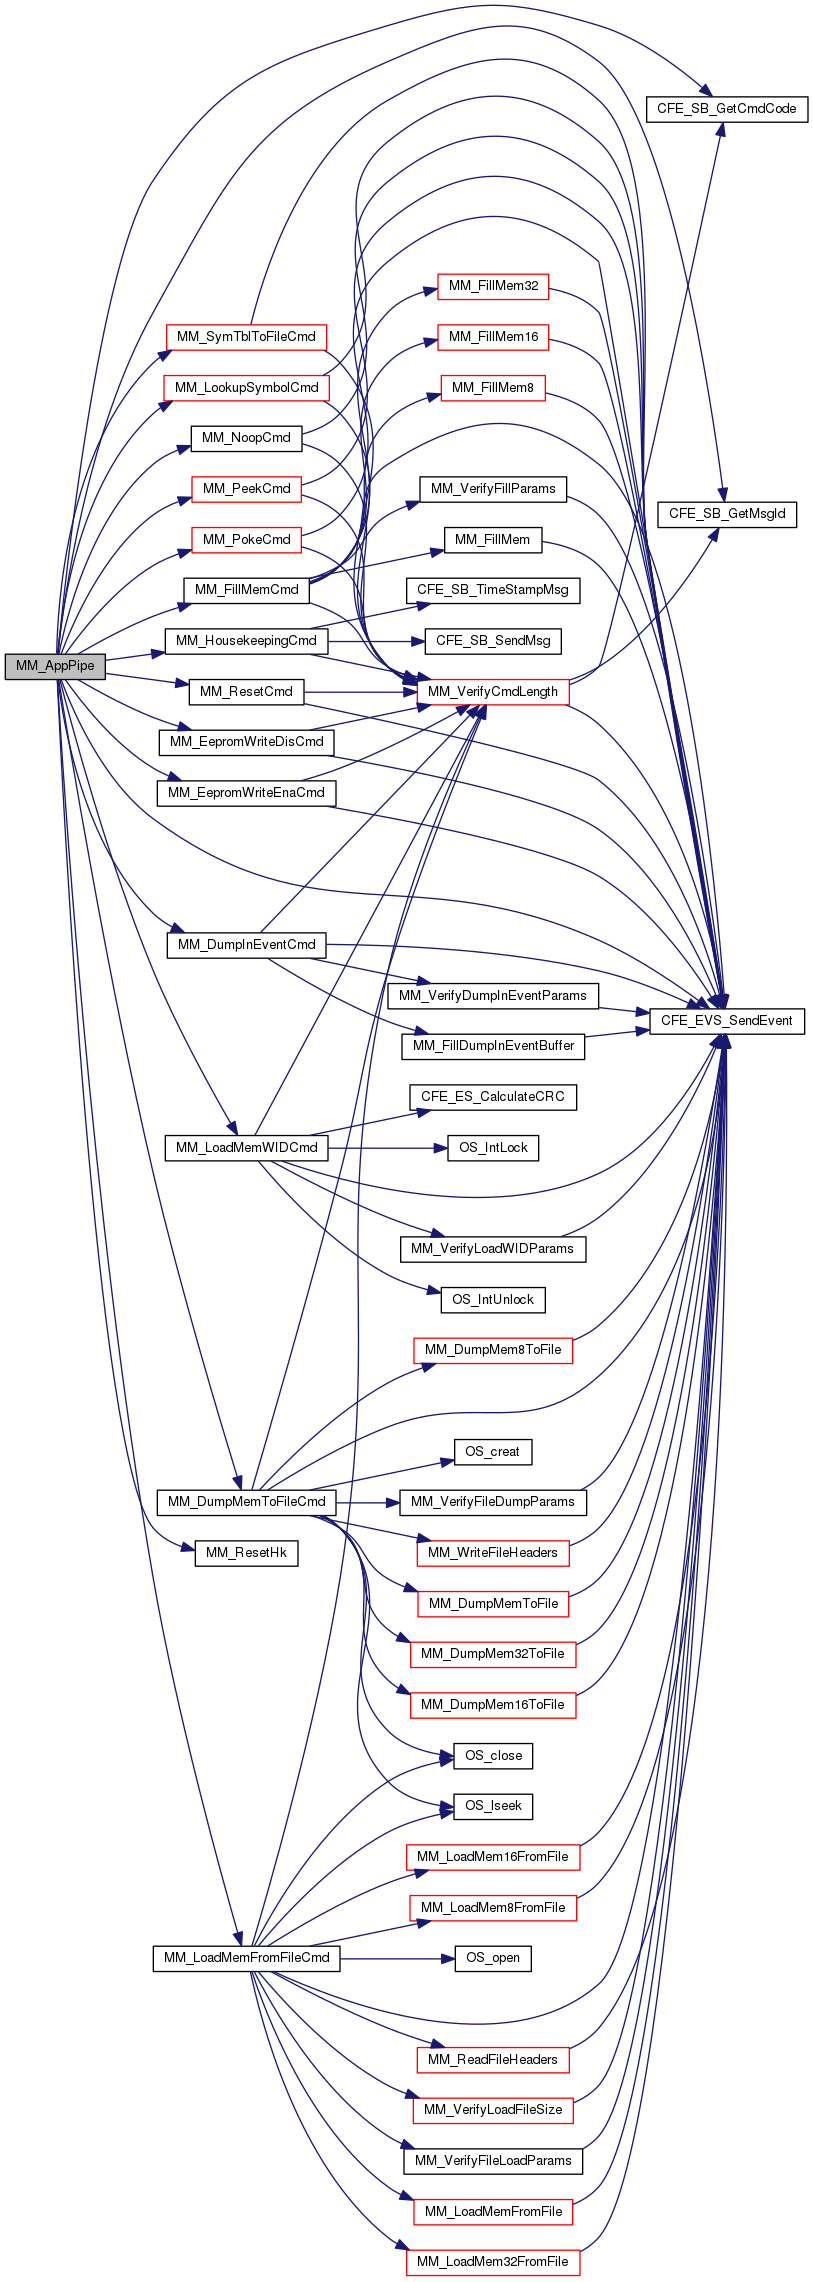 CFE_SB_GetCmdCode
MM_FillMem32
MM_SymTblToFileCmd
MM_FillMem16
MM_LookupSymbolCmd
MM_FillMem8
MM_NoopCmd
MM_PeekCmd
MM_VerifyFillParams
CFE_SB_GetMsgId
MM_PokeCmd
MM_FillMem
MM_FillMemCmd
CFE_SB_TimeStampMsg
MM_HousekeepingCmd
CFE_SB_SendMsg
MM_AppPipe
MM_ResetCmd
MM_VerifyCmdLength
MM_EepromWriteDisCmd
MM_EepromWriteEnaCmd
MM_DumpInEventCmd
MM_VerifyDumpInEventParams
CFE_EVS_SendEvent
MM_FillDumpInEventBuffer
CFE_ES_CalculateCRC
MM_LoadMemWIDCmd
OS_IntLock
MM_VerifyLoadWIDParams
OS_IntUnlock
MM_DumpMem8ToFile
OS_creat
MM_DumpMemToFileCmd
MM_VerifyFileDumpParams
MM_ResetHk
MM_WriteFileHeaders
MM_DumpMemToFile
MM_DumpMem32ToFile
MM_DumpMem16ToFile
OS_close
OS_lseek
MM_LoadMem16FromFile
MM_LoadMem8FromFile
MM_LoadMemFromFileCmd
OS_open
MM_ReadFileHeaders
MM_VerifyLoadFileSize
MM_VerifyFileLoadParams
MM_LoadMemFromFile
MM_LoadMem32FromFile